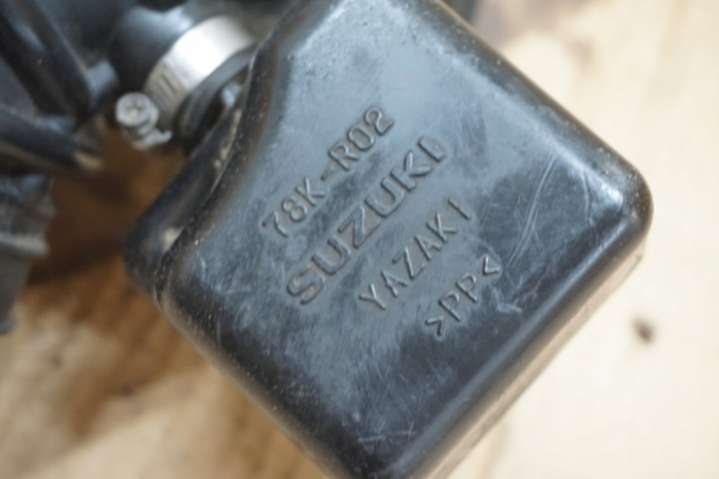 78K-R02
SUZUKI
YAZAKI
>PP<